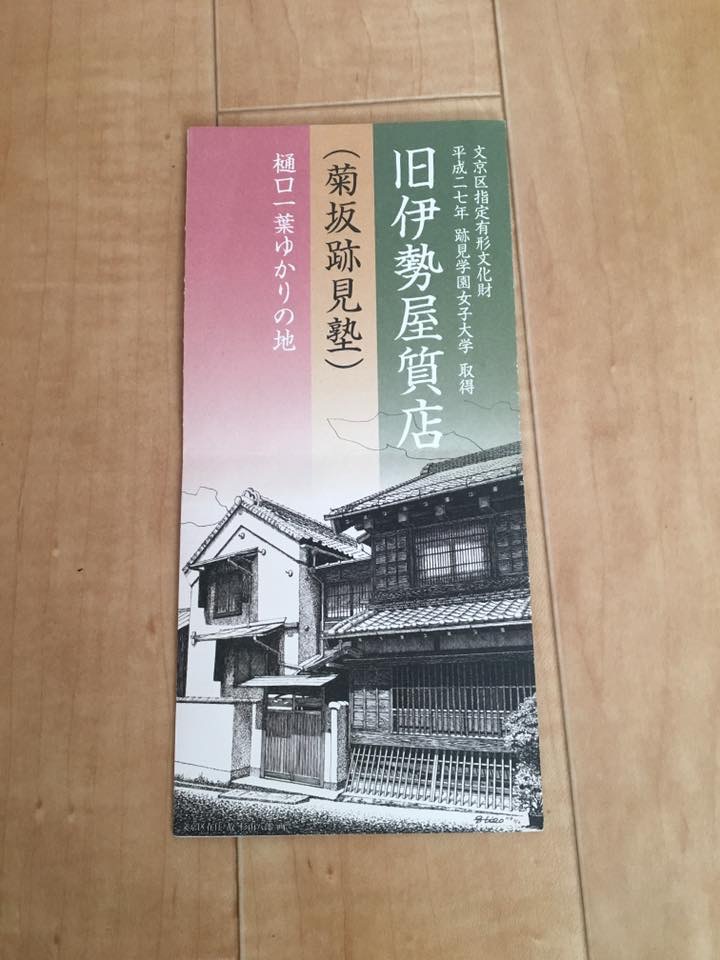 文京区指定有形文化財
平成二七年 跡見学園女子大学 取得
旧伊勢屋質店
(菊坂跡見塾)
樋口一葉ゆかりの地